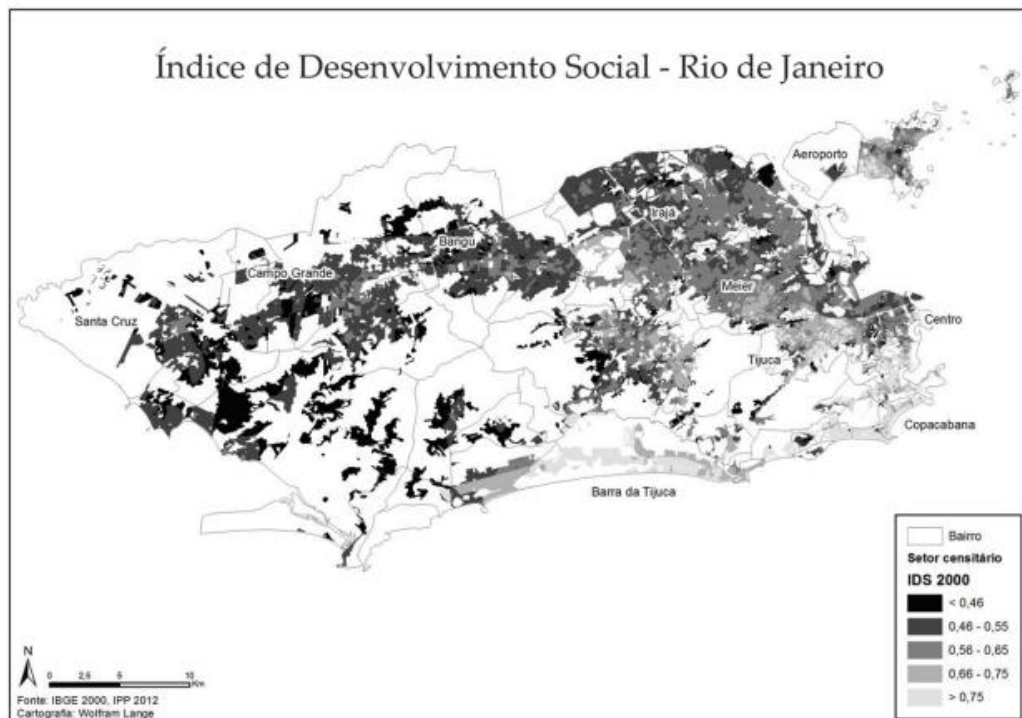 Índice de Desenvolvimento Social - Rio de Janeiro
Aeroporto
Irajá
Bangu
Campo Grande
Meier
Santa Cruz
Centro
Tijuca
Copacabana
Barra da Tijuca
Bairro
Setor censitário
IDS 2000
< 0,46
0,46 - 0,55
0,56 - 0,65
0,66 - 0,75
> 0,75
N
0 2,5 5 10
Km
Fonte: IBGE 2000, IPP 2012
Cartografia: Wolfram Lange